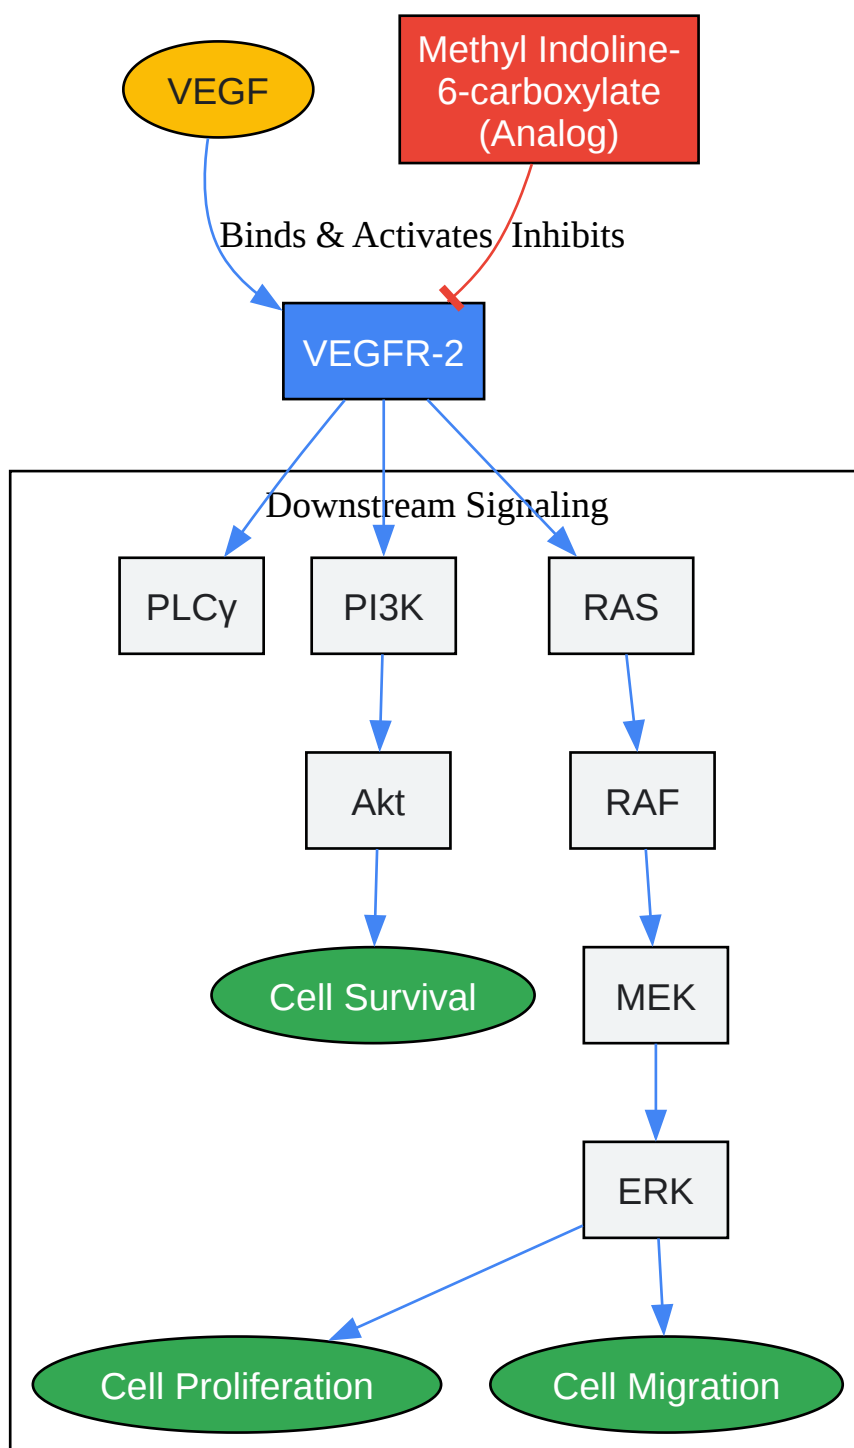 VEGF
Methyl Indoline-
6-carboxylate
(Analog)
Binds & Activates
Inhibits
VEGFR-2
Downstream Signaling
PLCγ
PI3K
RAS
Akt
RAF
Cell Survival
MEK
ERK
Cell Proliferation
Cell Migration